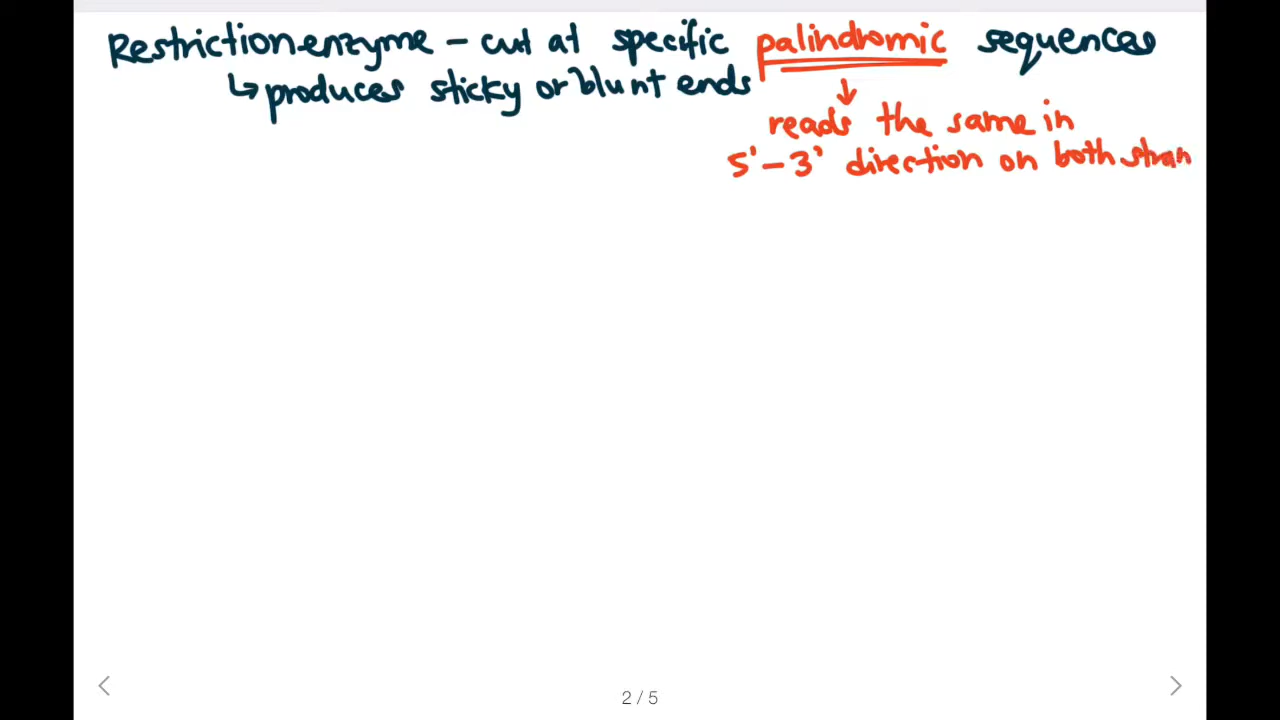 Restriction enzyme - cut at specific palindromic sequences
↳ produces sticky or blunt ends
reads the same in
5' - 3' direction on both stran
2 / 5